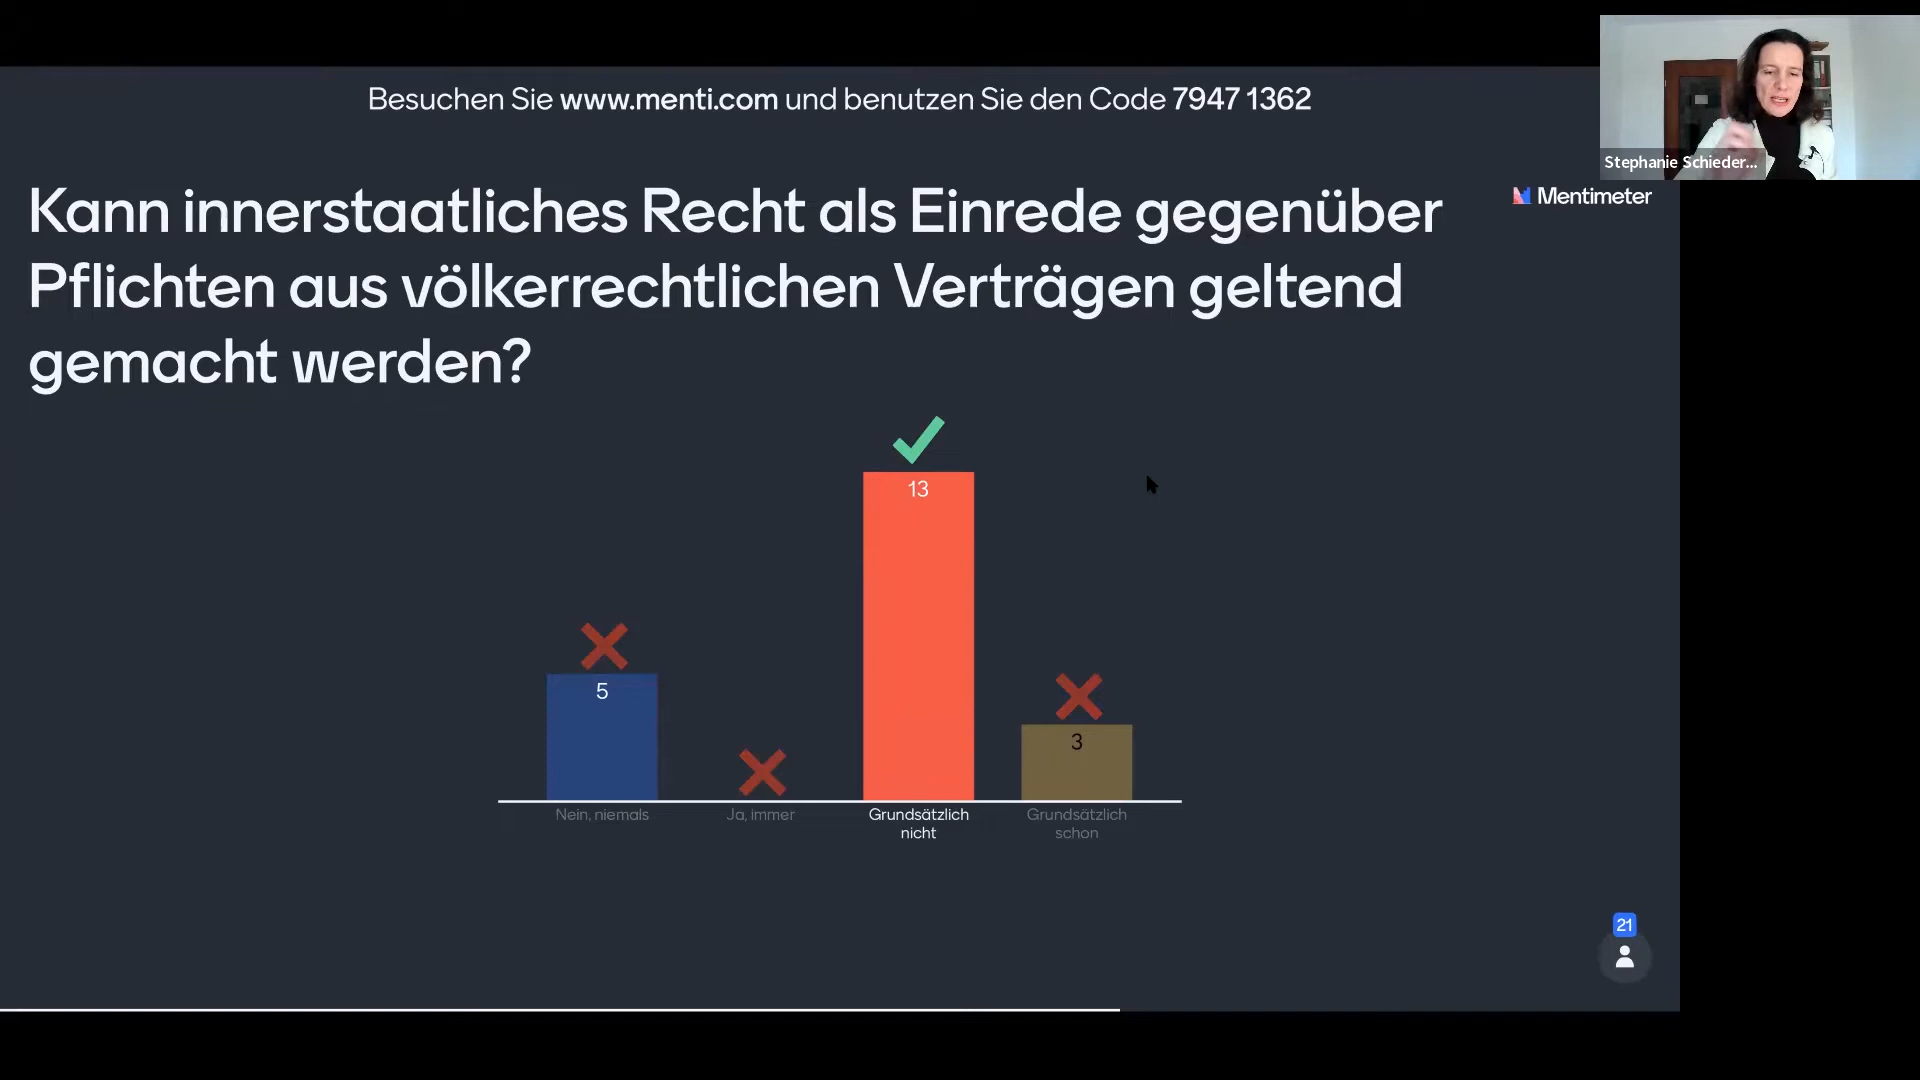 Besuchen Sie www.menti.com und benutzen Sie den Code 7947 1362
Stephanie Schieder...
Mentimeter
Kann innerstaatliches Recht als Einrede gegenüber
Pflichten aus völkerrechtlichen Verträgen geltend
gemacht werden?
13
5
3
Nein, niemals
Ja, immer
Grundsätzlich
nicht
Grundsätzlich
schon
21